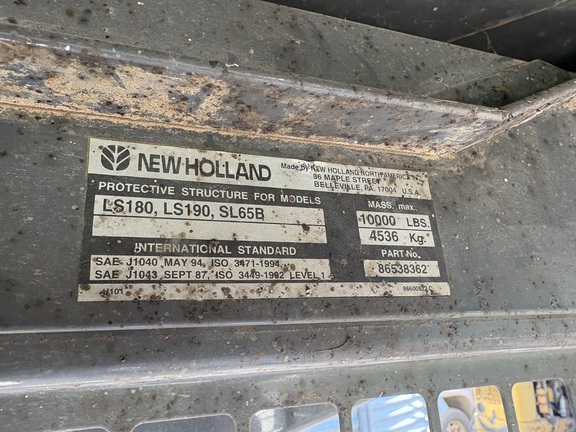 NEW HOLLAND
Made by NEW HOLLAND NORTH AMERICA
36 MAPLE STREET
BELLEVILLE, PA. 17004 U.S.A.
PROTECTIVE STRUCTURE FOR MODELS
LS180, LS190, SL65B
MASS. max.
10000 LBS.
4536 Kg.
INTERNATIONAL STANDARD
SAE J1040 MAY 94, ISO 3471-1994
SAE J1043 SEPT 87, ISO 3449-1992 LEVEL 1
PART-No.
86538362